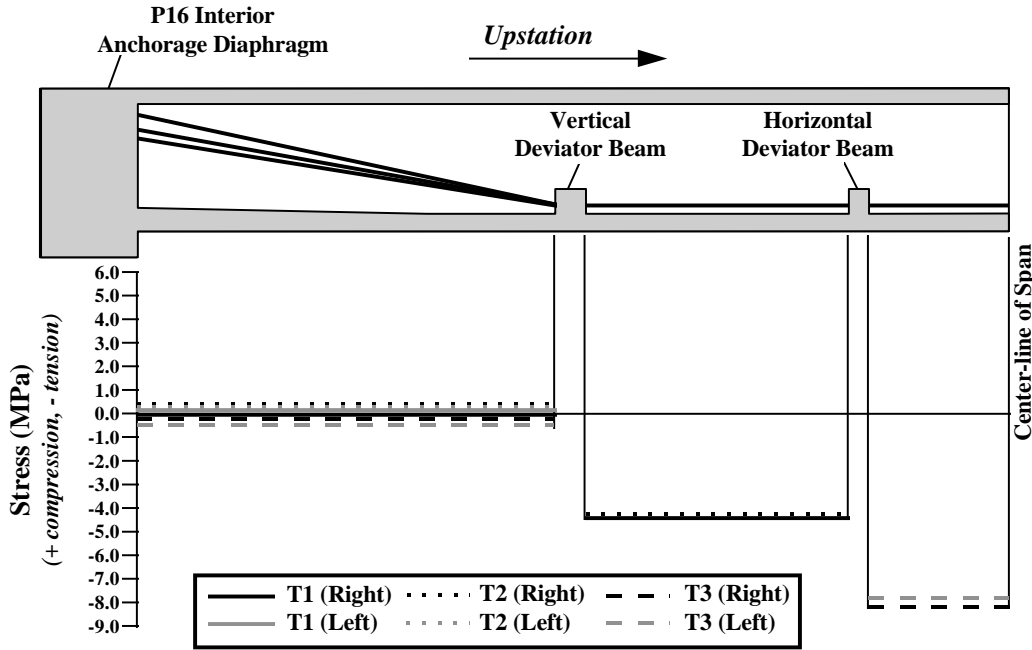 P16 Interior
Anchorage Diaphragm
Upstation
Vertical
Deviator Beam
Horizontal
Deviator Beam
Center-line of Span
Stress (MPa)
(+ compression, - tension)
6.0
5.0
4.0
3.0
2.0
1.0
0.0
-1.0
-2.0
-3.0
-4.0
-5.0
-6.0
-7.0
-8.0
-9.0
T1 (Right) T2 (Right) T3 (Right)
T1 (Left) T2 (Left) T3 (Left)